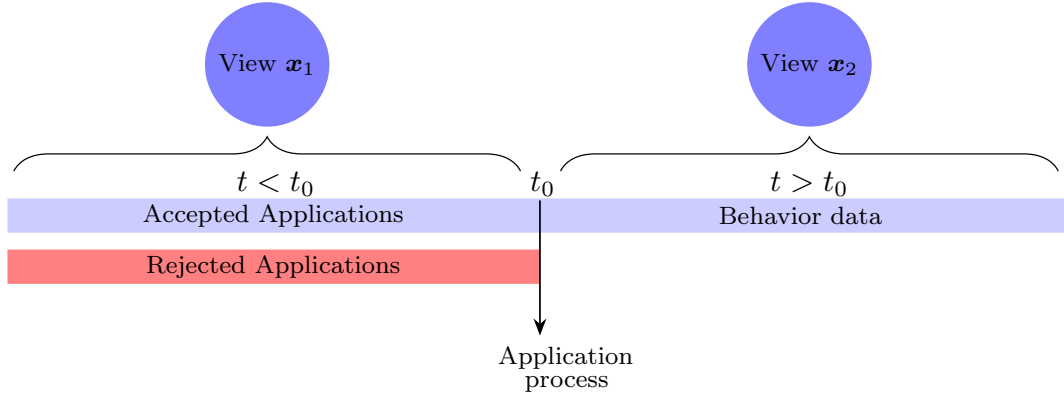 View x₁
View x₂
t < t₀
t₀
t > t₀
Accepted Applications
Behavior data
Rejected Applications
Application
process